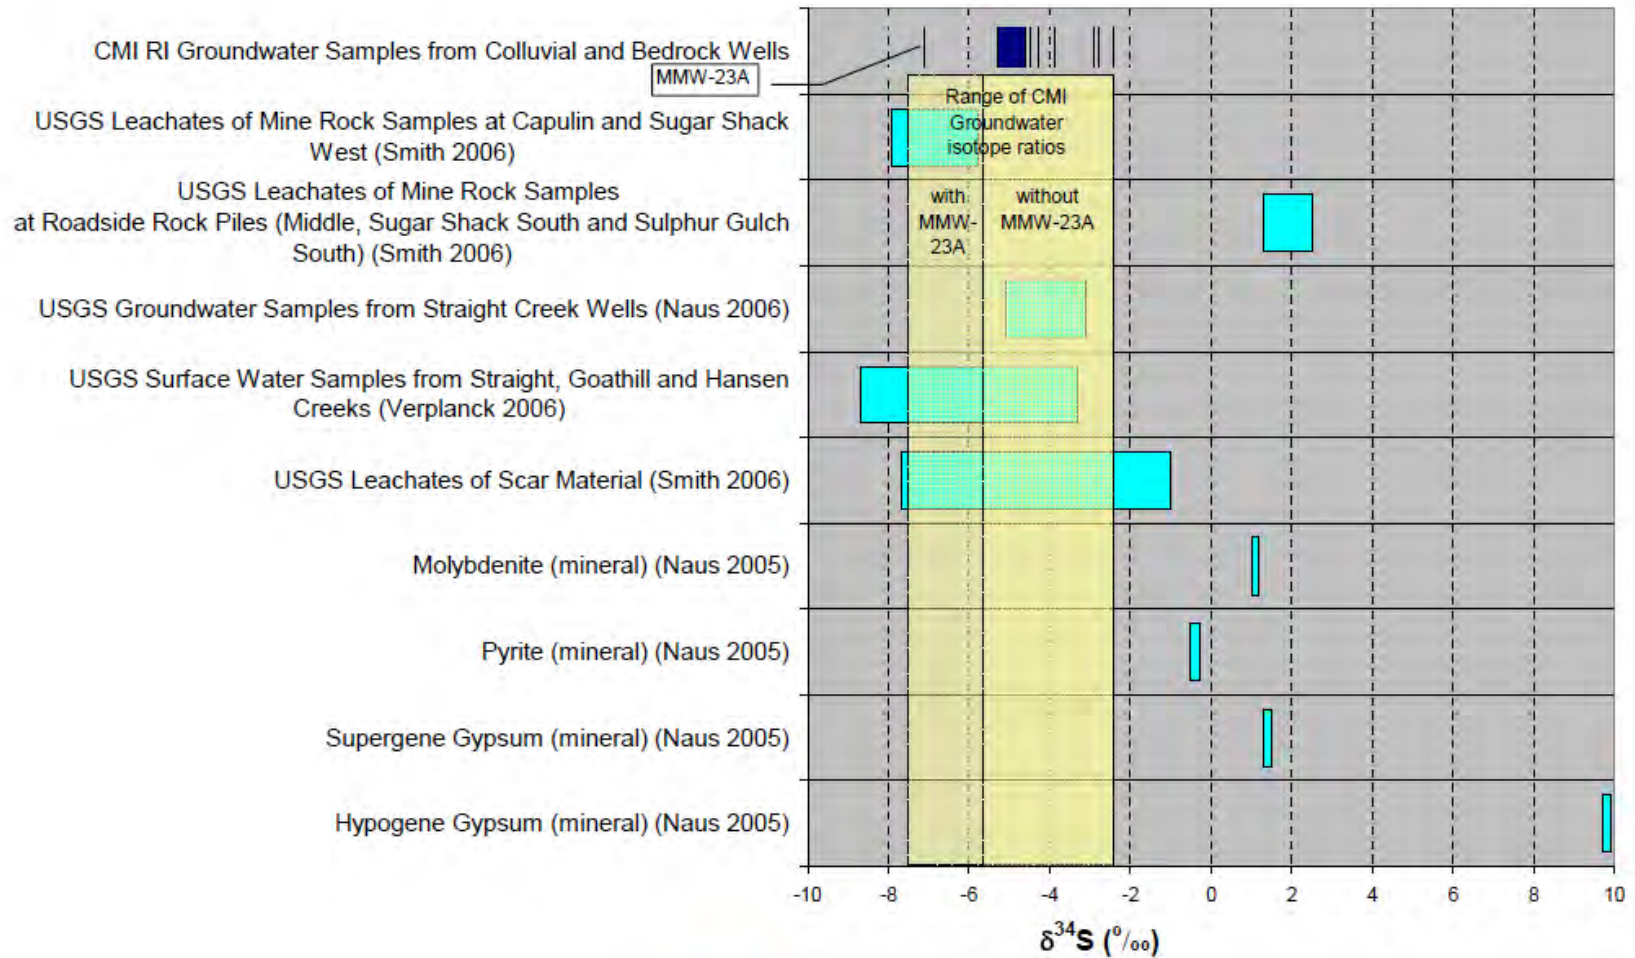 CMI RI Groundwater Samples from Colluvial and Bedrock Wells
MMW-23A
USGS Leachates of Mine Rock Samples at Capulin and Sugar Shack
West (Smith 2006)
USGS Leachates of Mine Rock Samples
at Roadside Rock Piles (Middle, Sugar Shack South and Sulphur Gulch
South) (Smith 2006)
USGS Groundwater Samples from Straight Creek Wells (Naus 2006)
USGS Surface Water Samples from Straight, Goathill and Hansen
Creeks (Verplanck 2006)
USGS Leachates of Scar Material (Smith 2006)
Molybdenite (mineral) (Naus 2005)
Pyrite (mineral) (Naus 2005)
Supergene Gypsum (mineral) (Naus 2005)
Hypogene Gypsum (mineral) (Naus 2005)
Range of CMI
Groundwater
isotope ratios
with
MMW-
23A
without
MMW-23A
-10 -8 -6 -4 -2 0 2 4 6 8 10
δ³⁴S (º/₀₀)